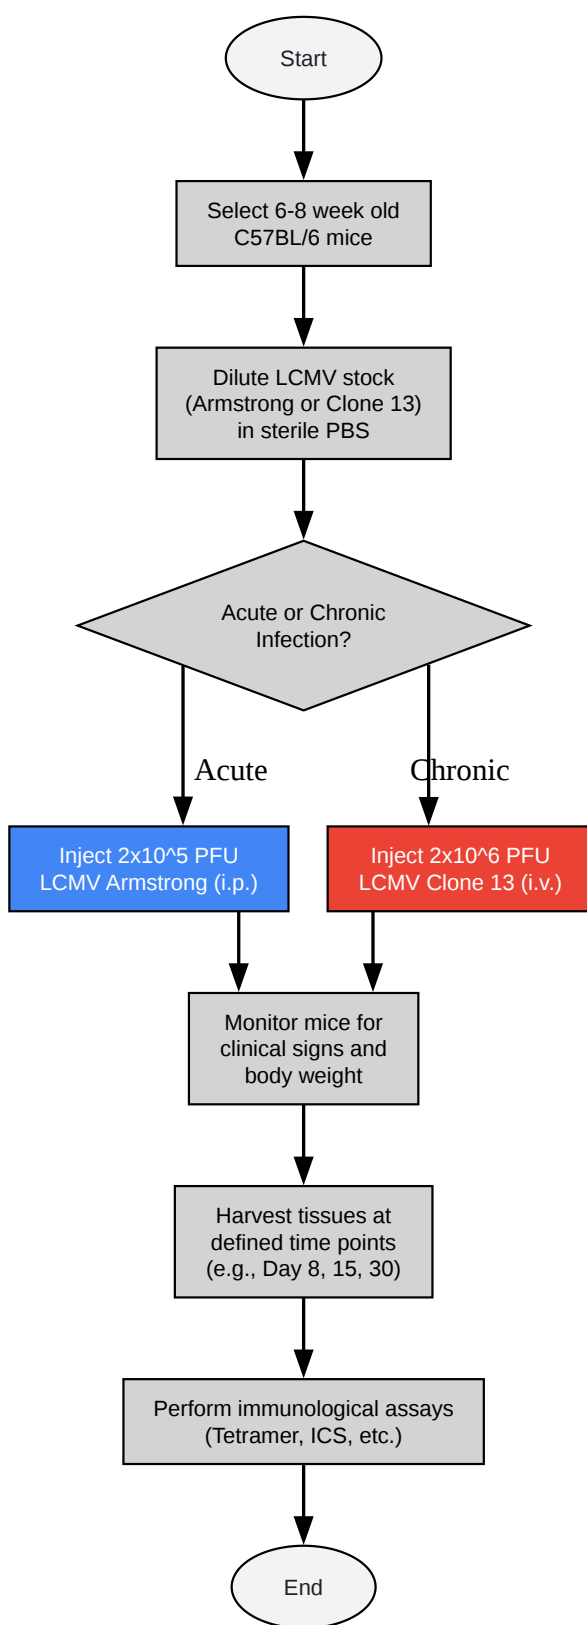 Start
Select 6-8 week old
C57BL/6 mice
Dilute LCMV stock
(Armstrong or Clone 13)
in sterile PBS
Acute or Chronic
Infection?
Acute
Chronic
Inject 2x10^5 PFU
LCMV Armstrong (i.p.)
Inject 2x10^6 PFU
LCMV Clone 13 (i.v.)
Monitor mice for
clinical signs and
body weight
Harvest tissues at
defined time points
(e.g., Day 8, 15, 30)
Perform immunological assays
(Tetramer, ICS, etc.)
End